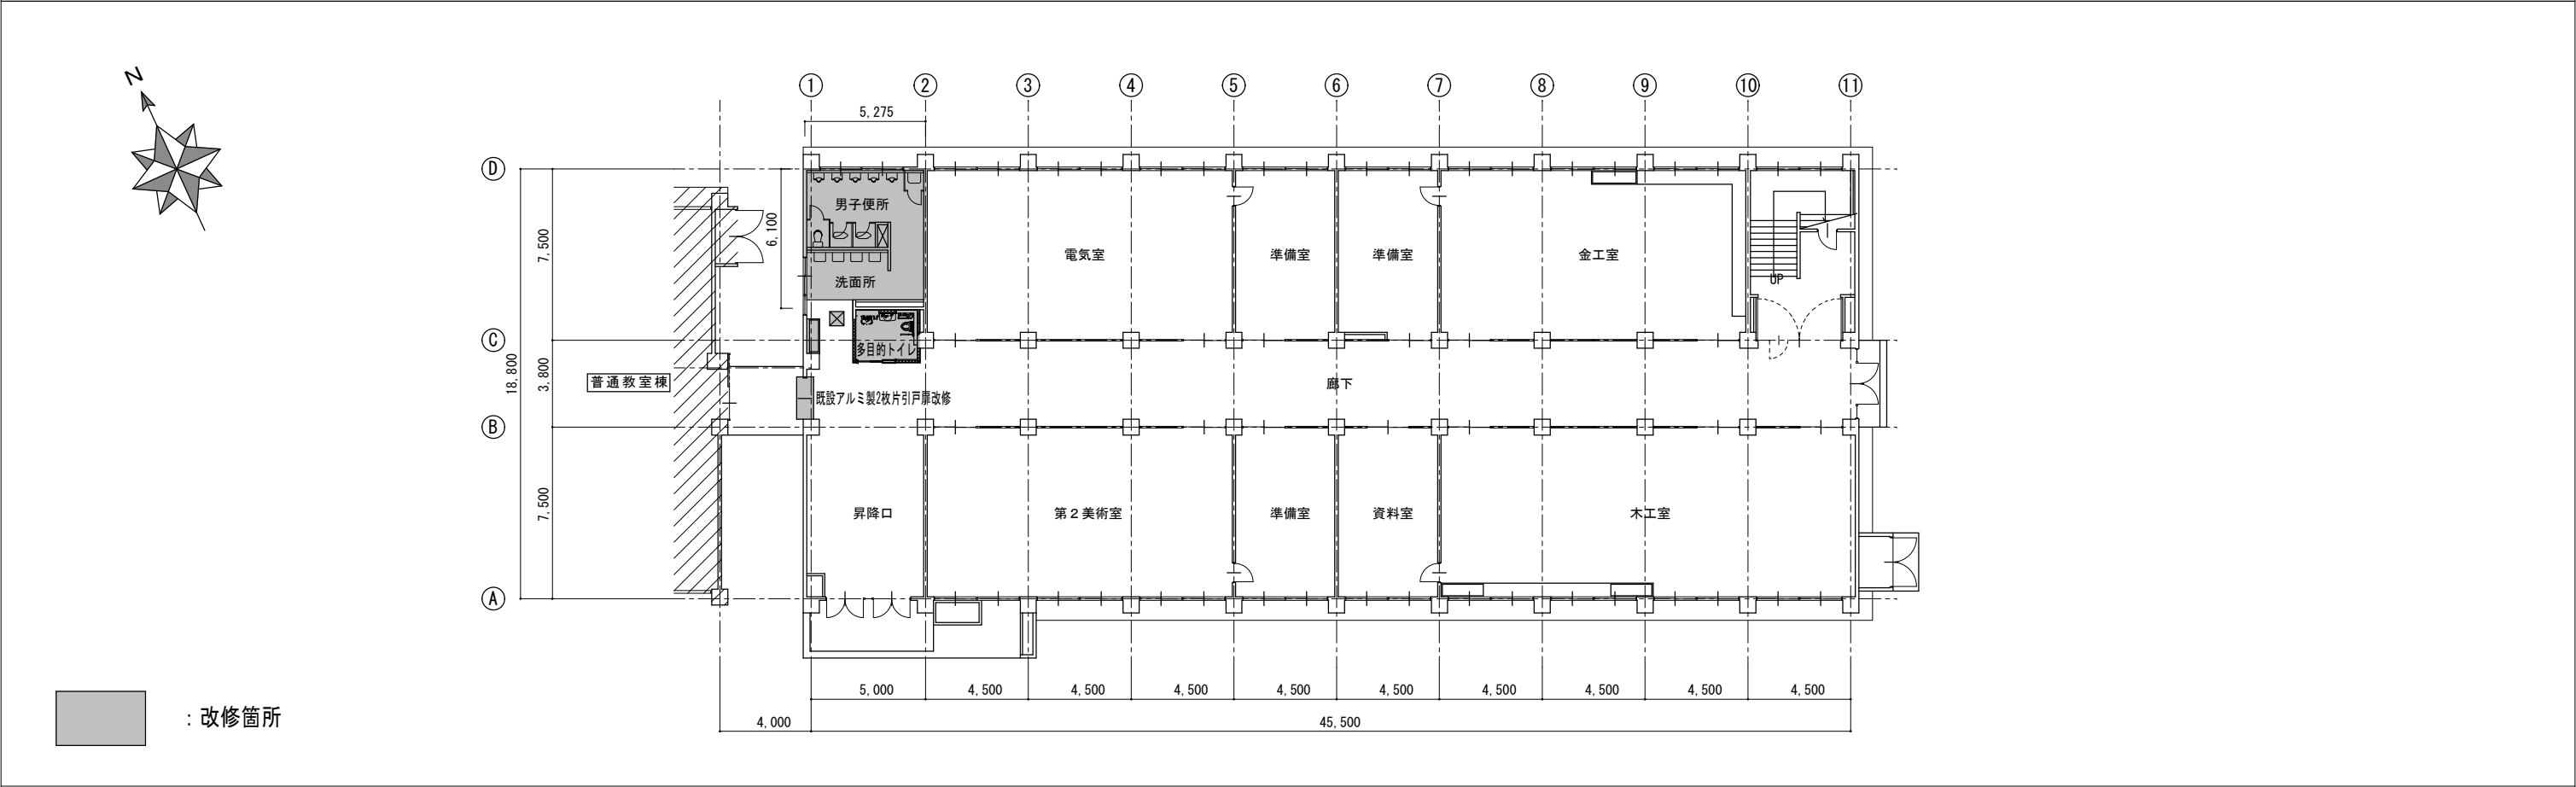 N
① ② ③ ④ ⑤ ⑥ ⑦ ⑧ ⑨ ⑩ ⑪
5,275
Ⓓ
男子便所
6,100
7,500
電気室
準備室
準備室
金工室
洗面所
UP
Ⓒ
多目的トイレ
18,800
3,800
普通教室棟
廊下
既設アルミ製2枚片引戸扉改修
Ⓑ
7,500
昇降口
第2美術室
準備室
資料室
木工室
Ⓐ
5,000 4,500 4,500 4,500 4,500 4,500 4,500 4,500 4,500 4,500
4,000 45,500
：改修箇所